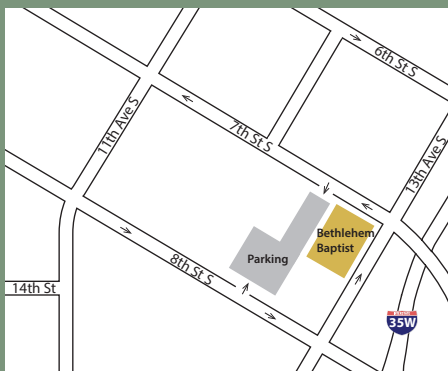 6th St S
11th Ave S
7th St S
13th Ave S
Bethlehem
Baptist
Parking
8th St S
14th St
35W